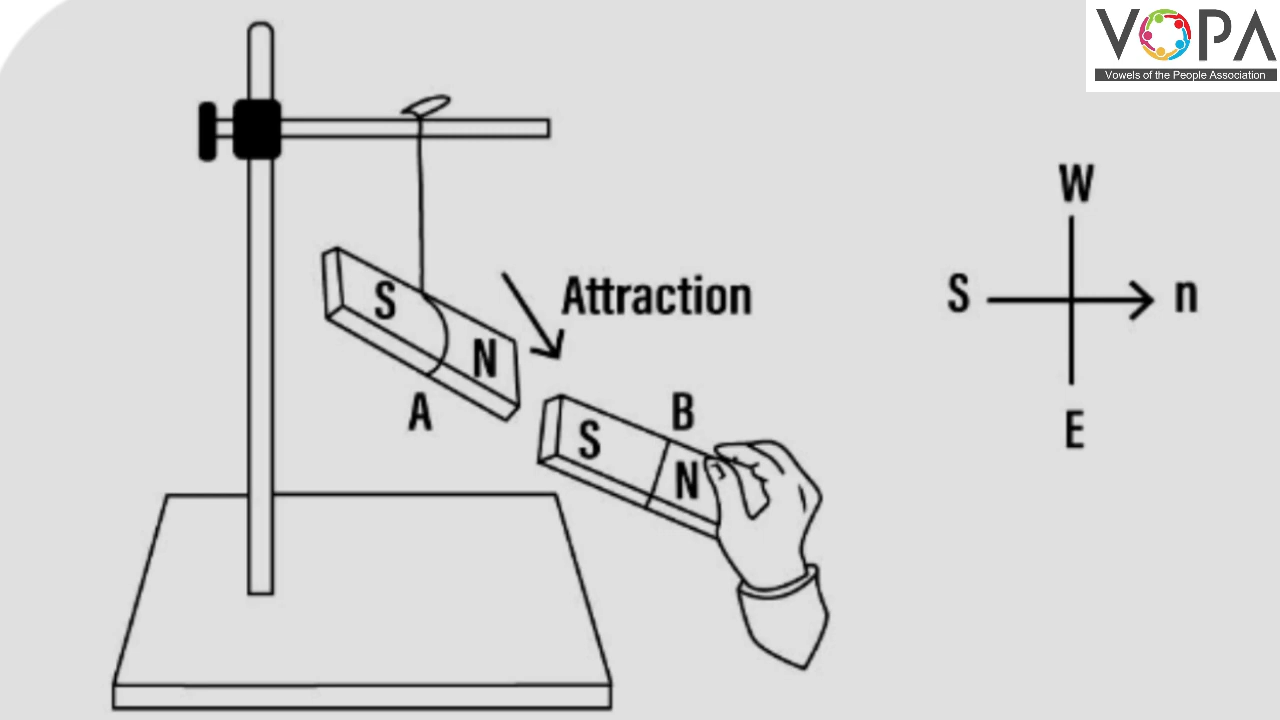 VOPA
Vowels of the People Association
W
S
n
E
Attraction
S
N
A
B
S
N